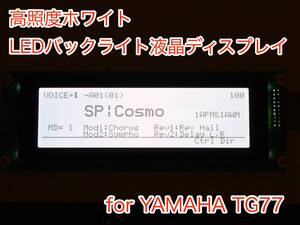 高照度ホワイト
LEDバックライト液晶ディスプレイ
VOICE*I -A01(01) 100
SP¦Cosmo
1AFM&1AWM
MD= 1 Mod1:Chorus Rev1:Rev Hall
Mod2:Sympho Rev2:Delay L,R
Ctrl Dir
for YAMAHA TG77